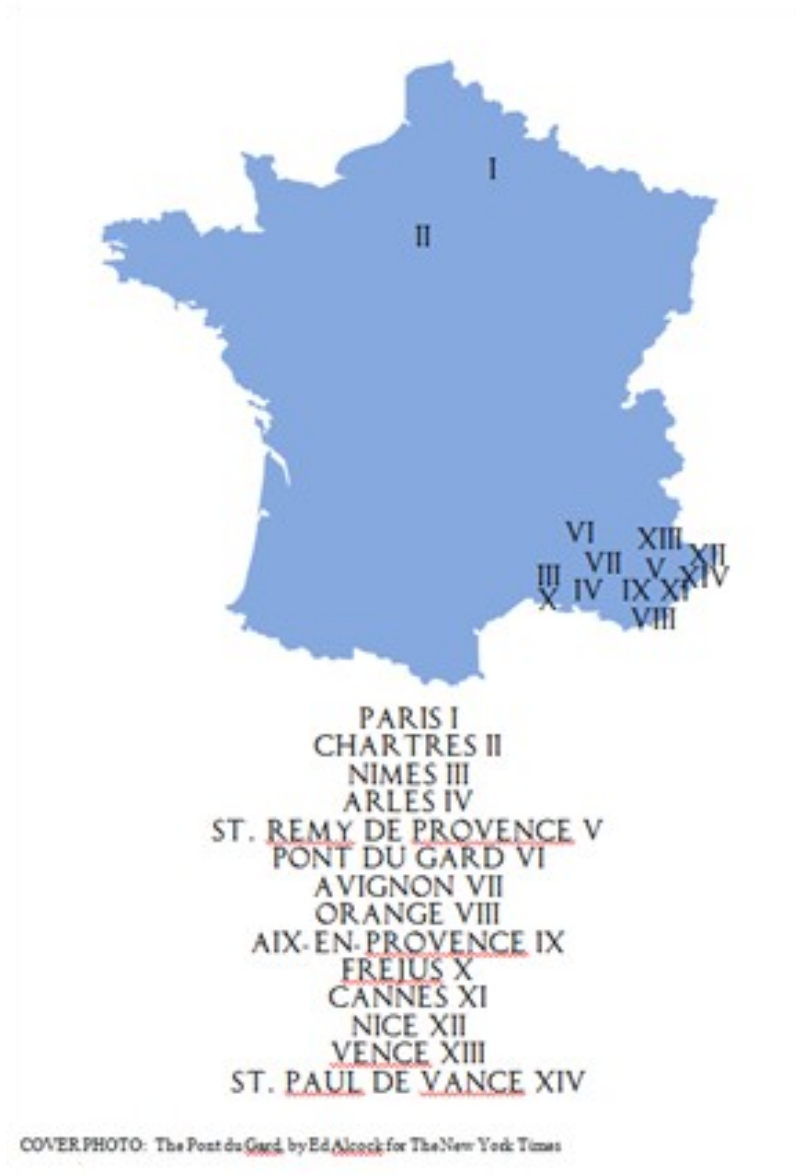 I
II
VI
XIII
XII
VII
V
III
XIV
IV
IX
XI
X
VIII
PARIS I
CHARTRES II
NIMES III
ARLES IV
ST. REMY DE PROVENCE V
PONT DU GARD VI
AVIGNON VII
ORANGE VIII
AIX-EN-PROVENCE IX
FREJUS X
CANNES XI
NICE XII
VENCE XIII
ST. PAUL DE VANCE XIV
COVER PHOTO: The Pont du Gard, by Ed Alcock for The New York Times